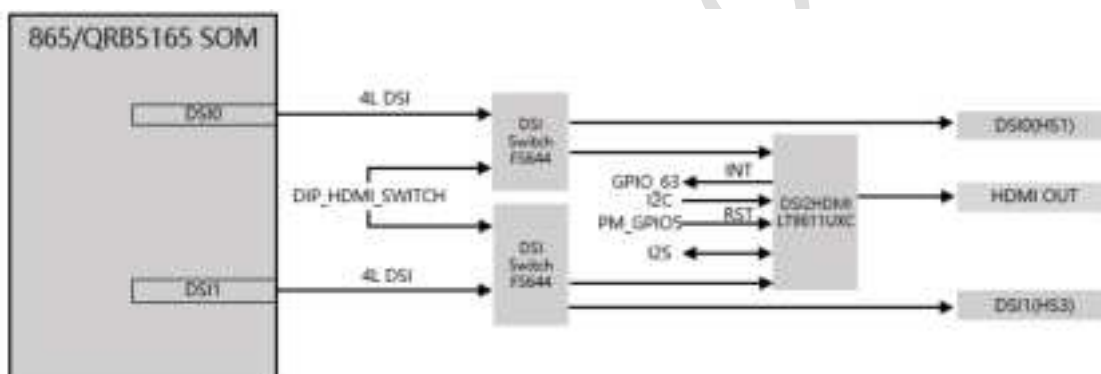 865/QRB5165 SOM
DSI0
4L DSI
DSI
Switch
FS644
DSI0(HS1)
DIP_HDMI_SWITCH
GPIO_63
INT
I2C
PM_GPIO5
RST
I2S
DSI2HDMI
LT9611UXC
HDMI OUT
DSI
Switch
FS644
DSI1
4L DSI
DSI1(HS3)